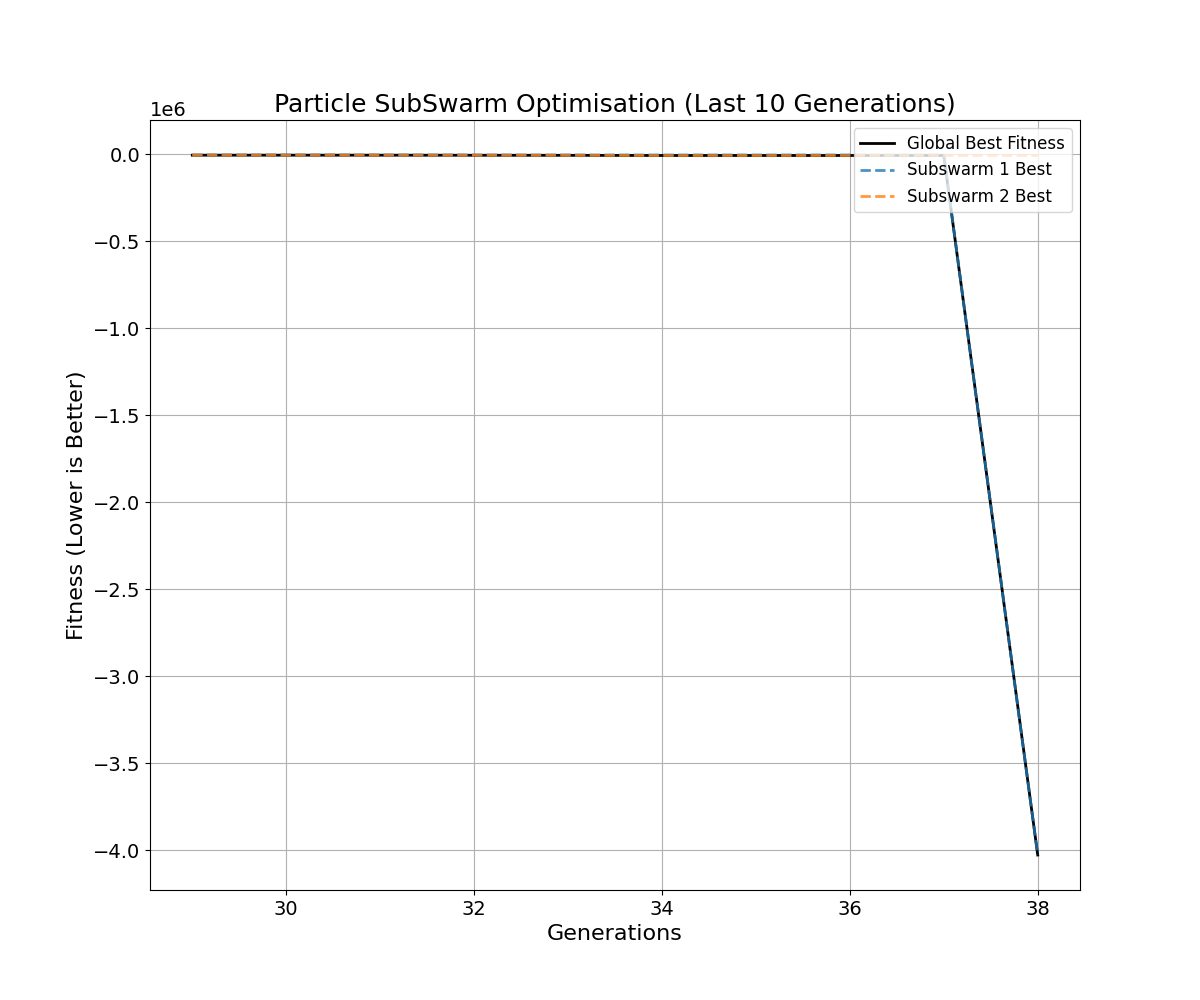 Particle SubSwarm Optimisation (Last 10 Generations)
1e6
Global Best Fitness
Subswarm 1 Best
Subswarm 2 Best
0.0
−0.5
−1.0
−1.5
−2.0
−2.5
−3.0
−3.5
−4.0
Fitness (Lower is Better)
30 32 34 36 38
Generations